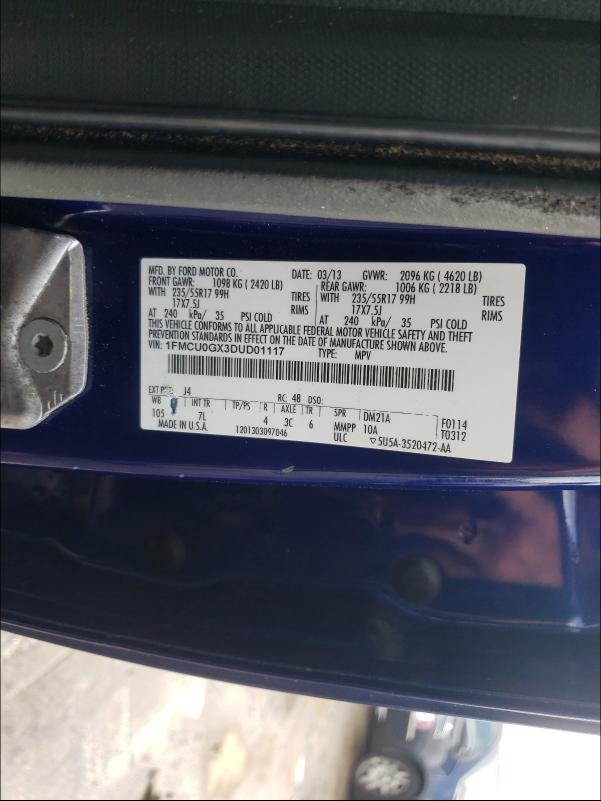 MFD. BY FORD MOTOR CO. DATE: 03/13 GVWR: 2096 KG ( 4620 LB)
FRONT GAWR: 1098 KG ( 2420 LB) REAR GAWR: 1006 KG ( 2218 LB)
WITH 235/55R17 99H TIRES WITH 235/55R17 99H TIRES
17X7.5J RIMS 17X7.5J RIMS
AT 240 kPa/ 35 PSI COLD AT 240 kPa/ 35 PSI COLD
THIS VEHICLE CONFORMS TO ALL APPLICABLE FEDERAL MOTOR VEHICLE SAFETY AND THEFT
PREVENTION STANDARDS IN EFFECT ON THE DATE OF MANUFACTURE SHOWN ABOVE.
VIN: 1FMCU0GX3DUD01117 TYPE: MPV
EXT J4 RC: 48 DSO:
WB INT TR TP/PS R AXLE TR SPR DM21A F0114
105 7L 4 3C 6 MMPP 10A T0312
MADE IN U.S.A. 1201303097046 ULC ▽5U5A-3520472-AA